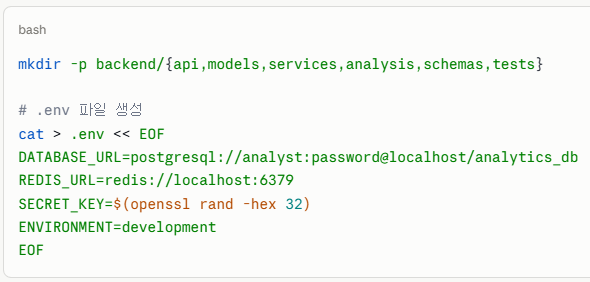 bash
mkdir -p backend/{api,models,services,analysis,schemas,tests}
# .env 파일 생성
cat > .env << EOF
DATABASE_URL=postgresql://analyst:password@localhost/analytics_db
REDIS_URL=redis://localhost:6379
SECRET_KEY=$(openssl rand -hex 32)
ENVIRONMENT=development
EOF